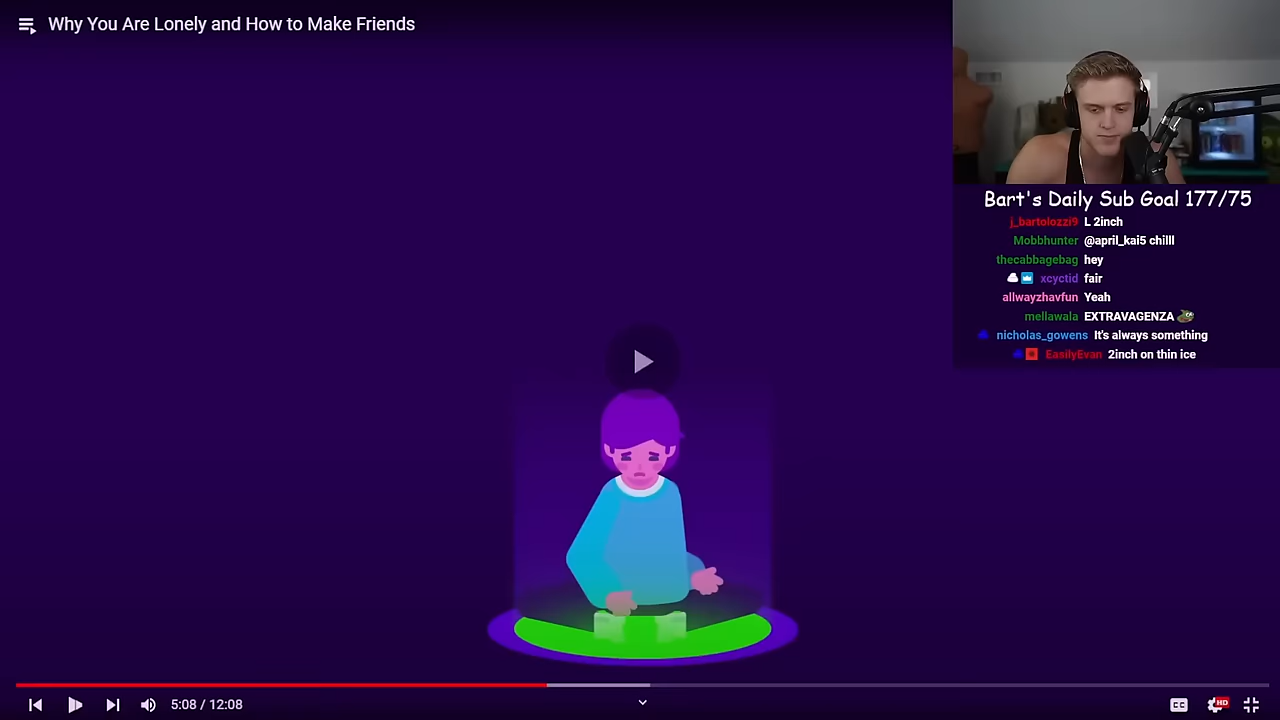 Why You Are Lonely and How to Make Friends
Bart's Daily Sub Goal 177/75
j_bartolozzi9 L 2inch
Mobbhunter @april_kai5 chilll
thecabbagebag hey
xcyctid fair
allwayzhavfun Yeah
mellawala EXTRAVAGENZA
nicholas_gowens It's always something
EasilyEvan 2inch on thin ice
5:08 / 12:08
CC
HD